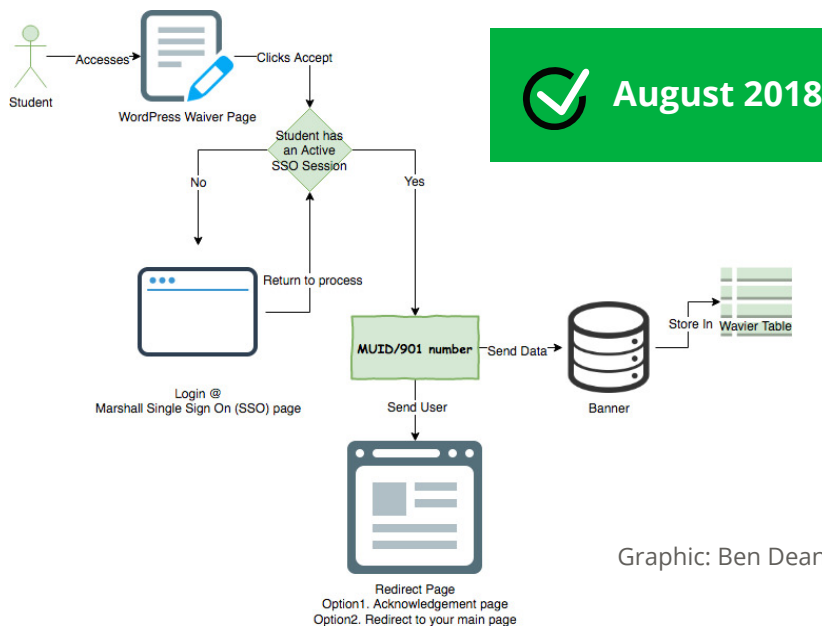 Student
Accesses
WordPress Waiver Page
Clicks Accept
August 2018
Student has
an Active
SSO Session
No
Yes
Return to process
Login @
Marshall Single Sign On (SSO) page
MUID/901 number
Send Data
Banner
Store In
Wavier Table
Send User
Redirect Page
Option1. Acknowledgement page
Option2. Redirect to your main page
Graphic: Ben Dean